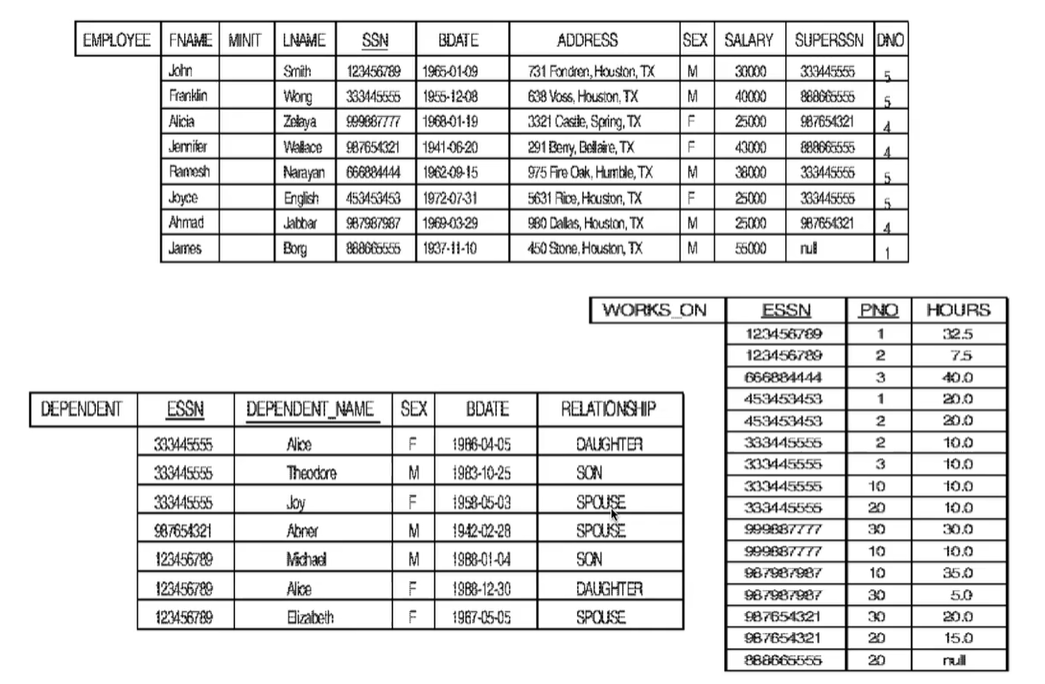 EMPLOYEE FNAME MINIT LNAME SSN BDATE ADDRESS SEX SALARY SUPERSSN DNO
John Smith 123456789 1965-01-09 731 Fondren, Houston, TX M 30000 333445555 5
Franklin Wong 333445555 1955-12-08 638 Voss, Houston, TX M 40000 888665555 5
Alicia Zelaya 999887777 1968-01-19 3321 Castle, Spring, TX F 25000 987654321 4
Jennifer Wallace 987654321 1941-06-20 291 Berry, Bellaire, TX F 43000 888665555 4
Ramesh Narayan 666884444 1962-09-15 975 Fire Oak, Humble, TX M 38000 333445555 5
Joyce English 453453453 1972-07-31 5631 Rice, Houston, TX F 25000 333445555 5
Ahmad Jabbar 987987987 1969-03-29 980 Dallas, Houston, TX M 25000 987654321 4
James Borg 888665555 1937-11-10 450 Stone, Houston, TX M 55000 null 1
WORKS_ON ESSN PNO HOURS
123456789 1 32.5
123456789 2 7.5
666884444 3 40.0
453453453 1 20.0
453453453 2 20.0
333445555 2 10.0
333445555 3 10.0
333445555 10 10.0
333445555 20 10.0
999887777 30 30.0
999887777 10 10.0
987987987 10 35.0
987987987 30 5.0
987654321 30 20.0
987654321 20 15.0
888665555 20 null
DEPENDENT ESSN DEPENDENT_NAME SEX BDATE RELATIONSHIP
333445555 Alice F 1986-04-05 DAUGHTER
333445555 Theodore M 1983-10-25 SON
333445555 Joy F 1958-05-03 SPOUSE
987654321 Abner M 1942-02-28 SPOUSE
123456789 Michael M 1988-01-04 SON
123456789 Alice F 1988-12-30 DAUGHTER
123456789 Elizabeth F 1967-05-05 SPOUSE